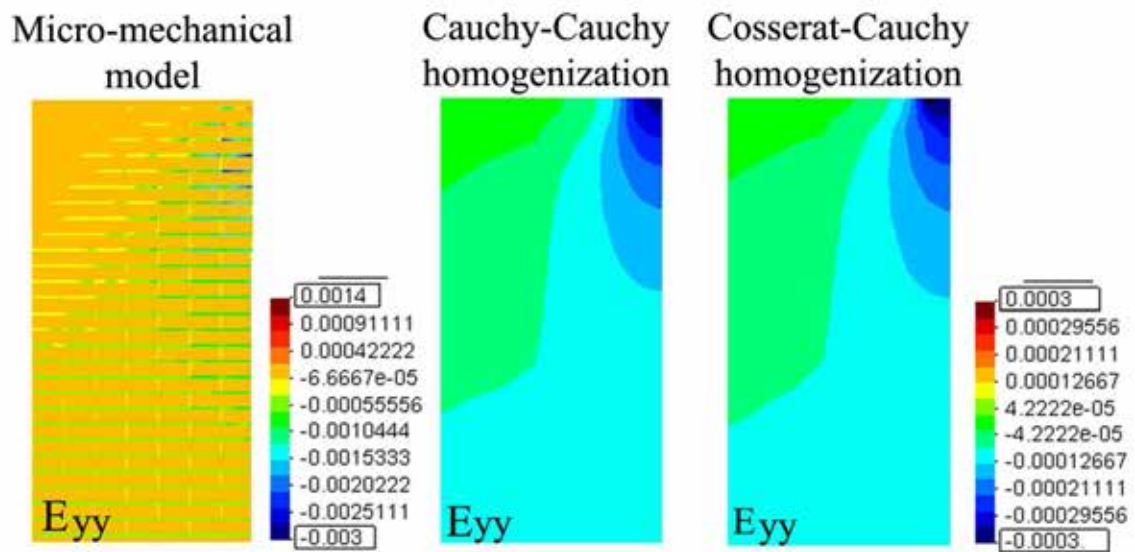 Micro-mechanical
model
Cauchy-Cauchy
homogenization
Cosserat-Cauchy
homogenization
0.0014
0.00091111
0.00042222
-6.6667e-05
-0.00055556
-0.0010444
-0.0015333
-0.0020222
-0.0025111
-0.003
0.0003
0.00029556
0.00021111
0.00012667
4.2222e-05
-4.2222e-05
-0.00012667
-0.00021111
-0.00029556
-0.0003.
Eyy
Eyy
Eyy